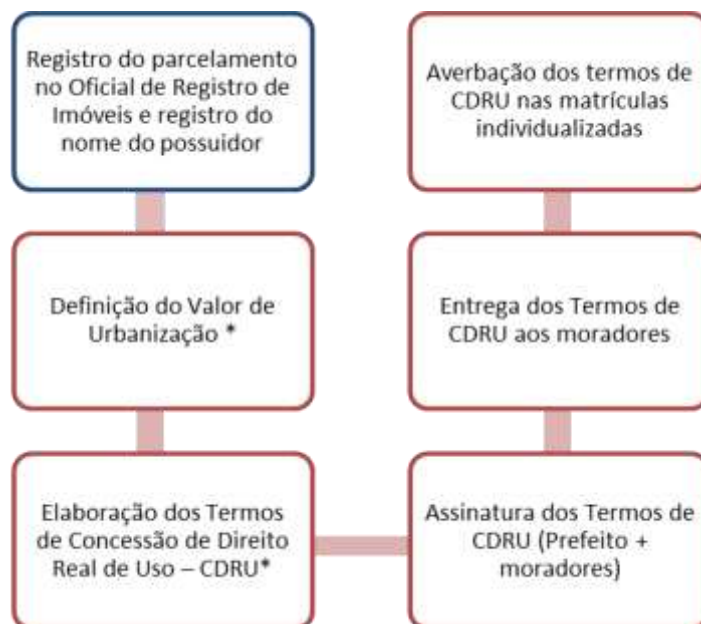 Registro do parcelamento
no Oficial de Registro de
Imóveis e registro do
nome do possuidor
Definição do Valor de
Urbanização *
Elaboração dos Termos
de Concessão de Direito
Real de Uso – CDRU*
Assinatura dos Termos de
CDRU (Prefeito +
moradores)
Entrega dos Termos de
CDRU aos moradores
Averbação dos termos de
CDRU nas matrículas
individualizadas